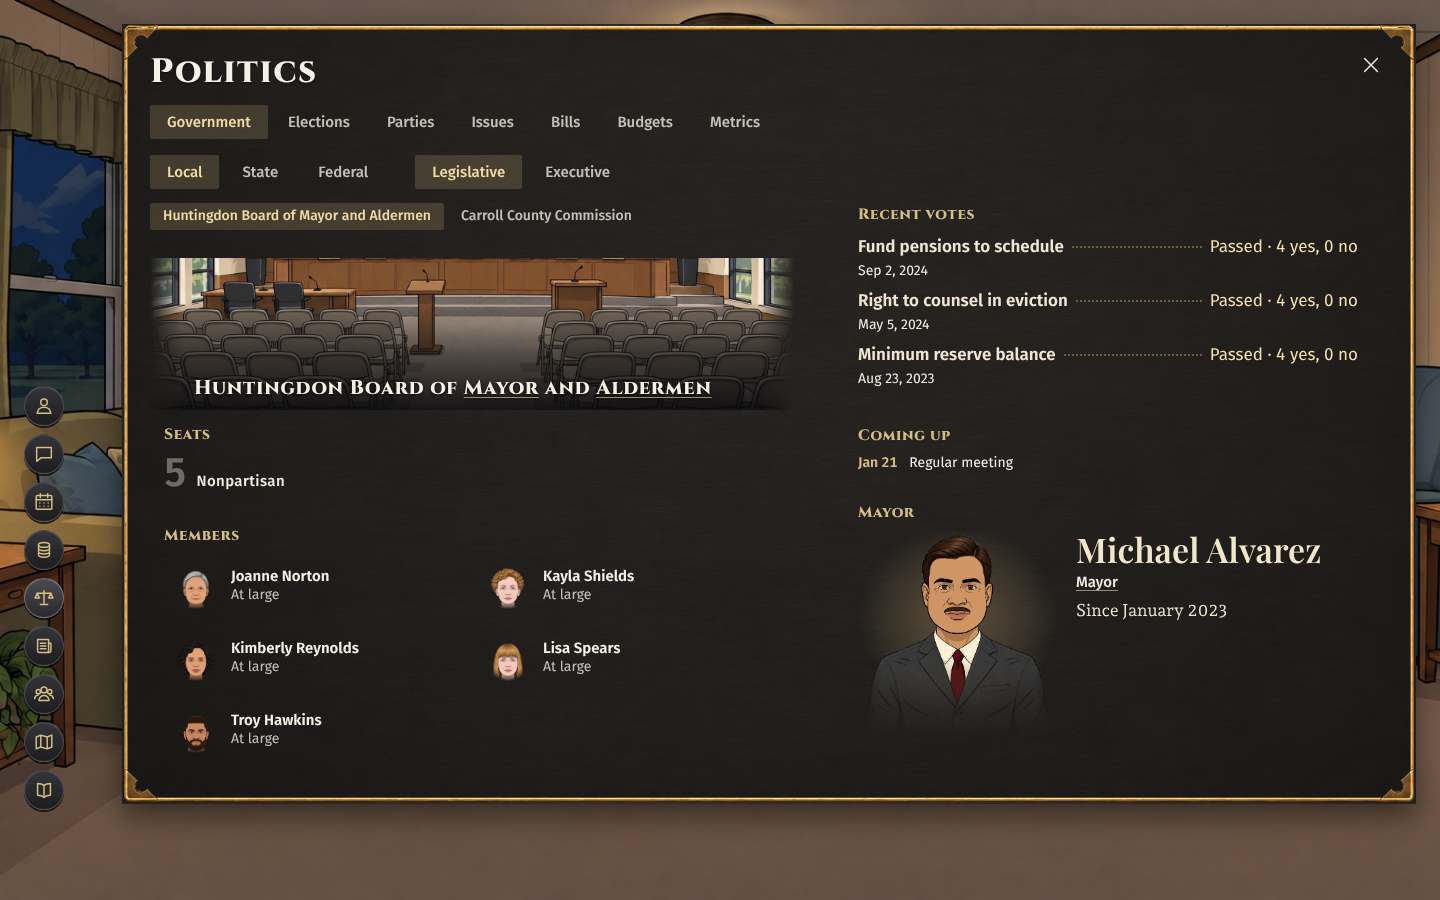 Politics
Government Elections Parties Issues Bills Budgets Metrics
Local State Federal Legislative Executive
Huntingdon Board of Mayor and Aldermen Carroll County Commission
Huntingdon Board of Mayor and Aldermen
Seats
5 Nonpartisan
Members
Joanne Norton
At large
Kayla Shields
At large
Kimberly Reynolds
At large
Lisa Spears
At large
Troy Hawkins
At large
Recent votes
Fund pensions to schedule Passed · 4 yes, 0 no
Sep 2, 2024
Right to counsel in eviction Passed · 4 yes, 0 no
May 5, 2024
Minimum reserve balance Passed · 4 yes, 0 no
Aug 23, 2023
Coming up
Jan 21 Regular meeting
Mayor
Michael Alvarez
Mayor
Since January 2023